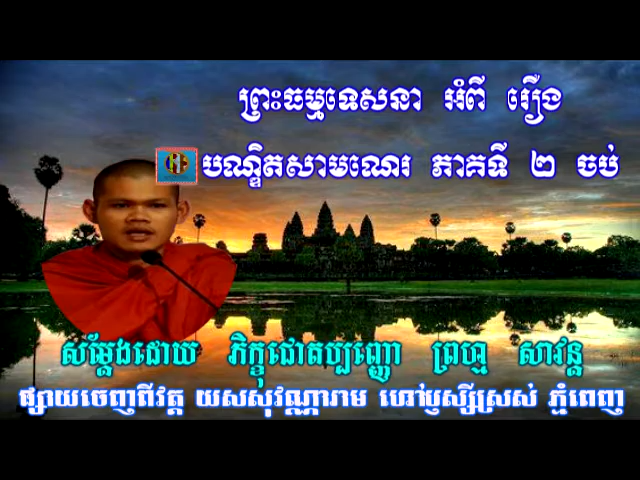 ព្រះធម្មទេសនា អំពី រឿង
បណ្ឌិតសាមណេរ ភាគទី ២ ចប់
សម្តែងដោយ ភិក្ខុជោតប្បញ្ញោ ព្រហ្ម សាវន្ត
ផ្សាយចេញពីវត្ត យសសុវណ្ណារាម ហៅឫស្សីស្រស់ ភ្នំពេញ